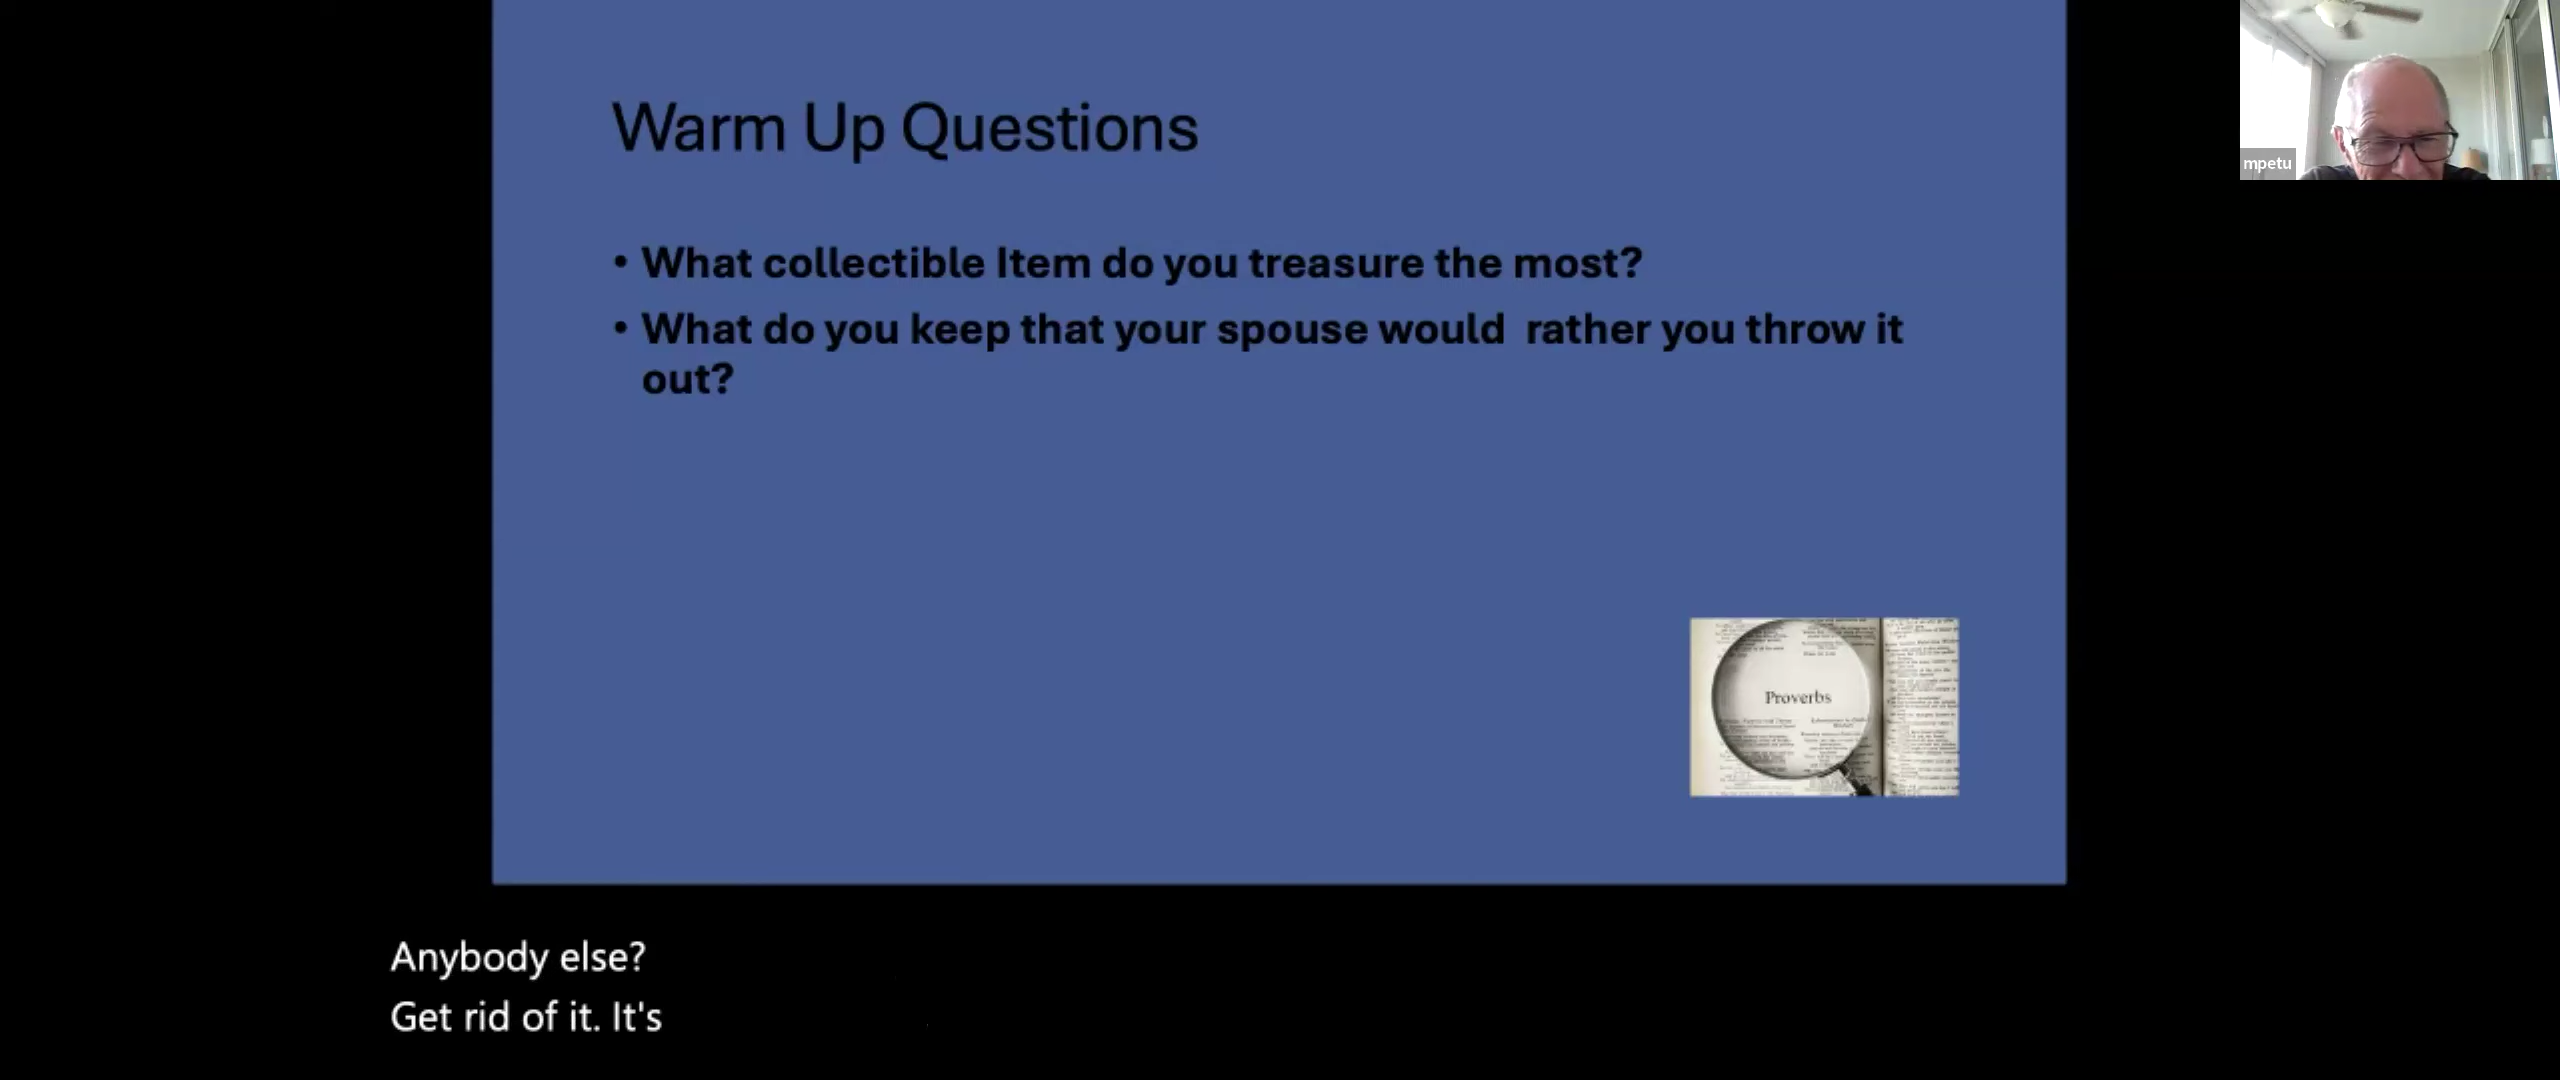 Warm Up Questions
• What collectible Item do you treasure the most?
• What do you keep that your spouse would  rather you throw it
out?
Proverbs
mpetu
Anybody else?
Get rid of it. It's